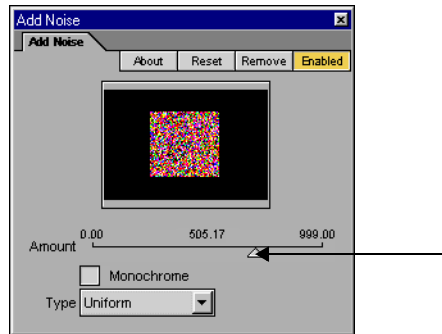 Add Noise
Add Noise
About Reset Remove Enabled
0.00 505.17 999.00
Amount
Monochrome
Type Uniform